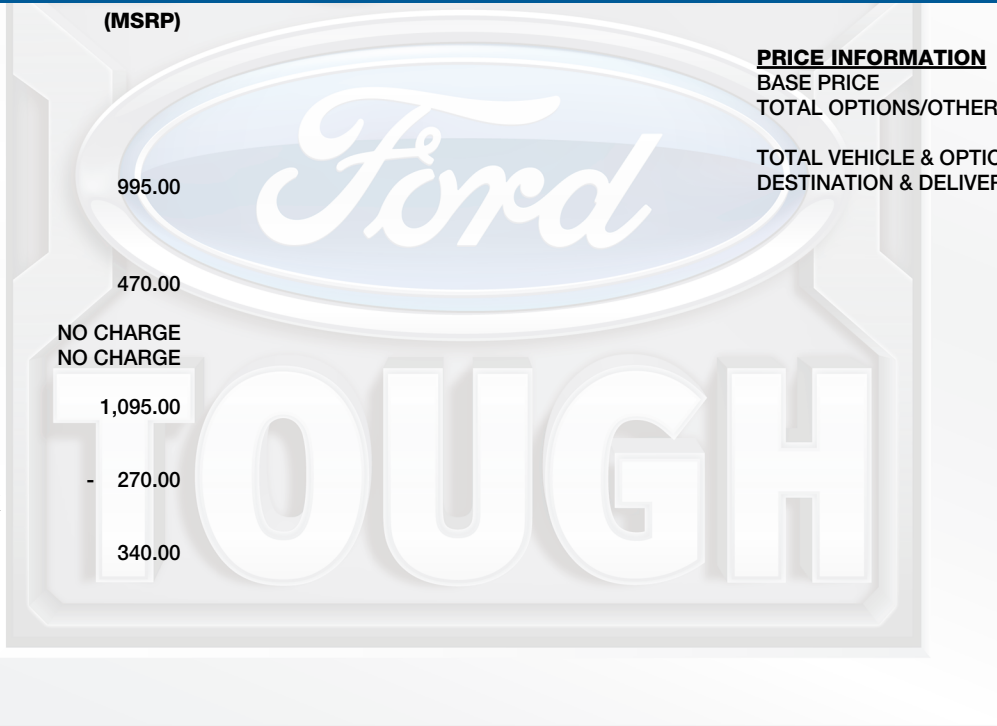 (MSRP)
995.00
470.00
NO CHARGE
NO CHARGE
1,095.00
- 270.00
340.00
PRICE INFORMATION
BASE PRICE
TOTAL OPTIONS/OTHER
TOTAL VEHICLE & OPTIO
DESTINATION & DELIVER
Ford
TOUGH